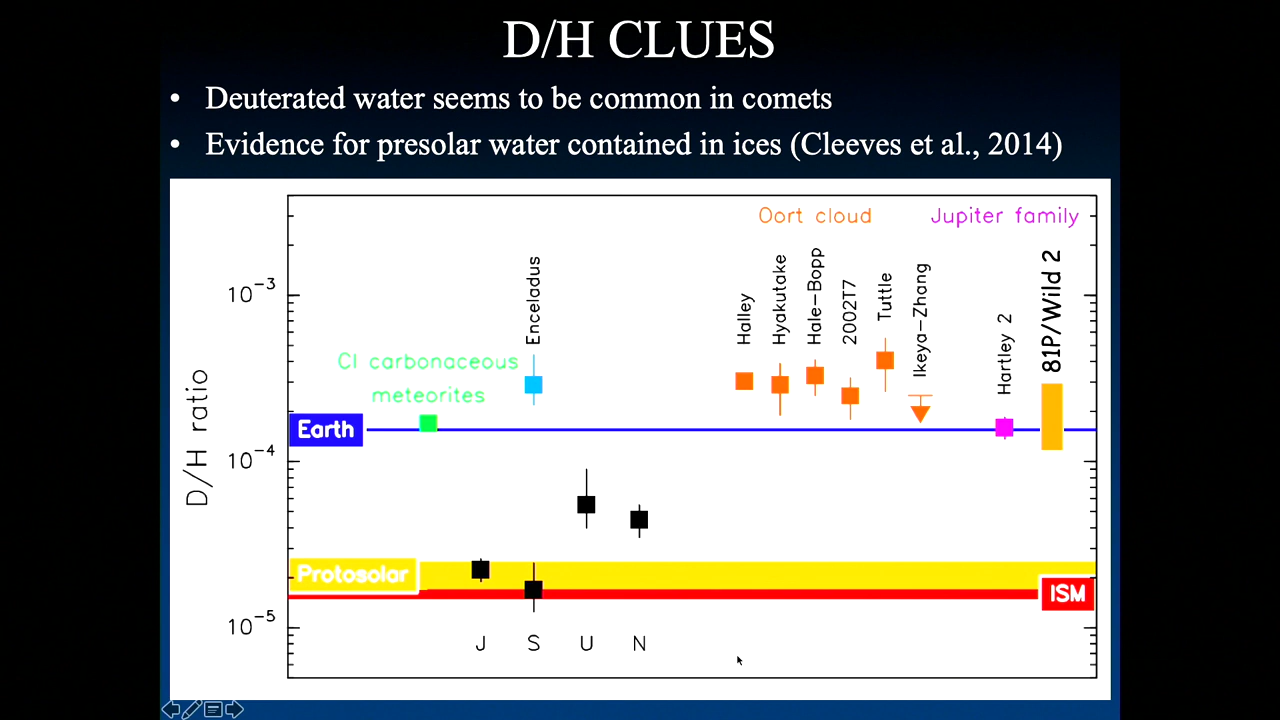 D/H CLUES
• Deuterated water seems to be common in comets
• Evidence for presolar water contained in ices (Cleeves et al., 2014)
Oort cloud
Jupiter family
Enceladus
Halley
Hyakutake
Hale-Bopp
2002T7
Tuttle
Ikeya-Zhang
Hartley 2
81P/Wild 2
10-3
CI carbonaceous
meteorites
Earth
10-4
D/H ratio
Protosolar
ISM
10-5
J S U N